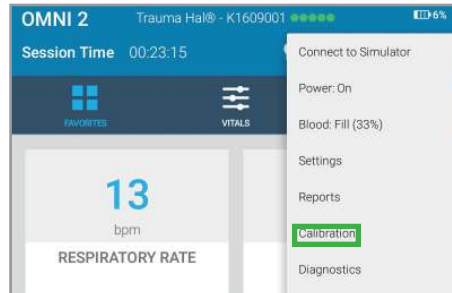 OMNI 2 Trauma Hal® - K1609001 6%
Session Time 00:23:15
Connect to Simulator
Power: On
FAVORITES VITALS
Blood: Fill (33%)
Settings
Reports
13
bpm
Calibration
RESPIRATORY RATE
Diagnostics